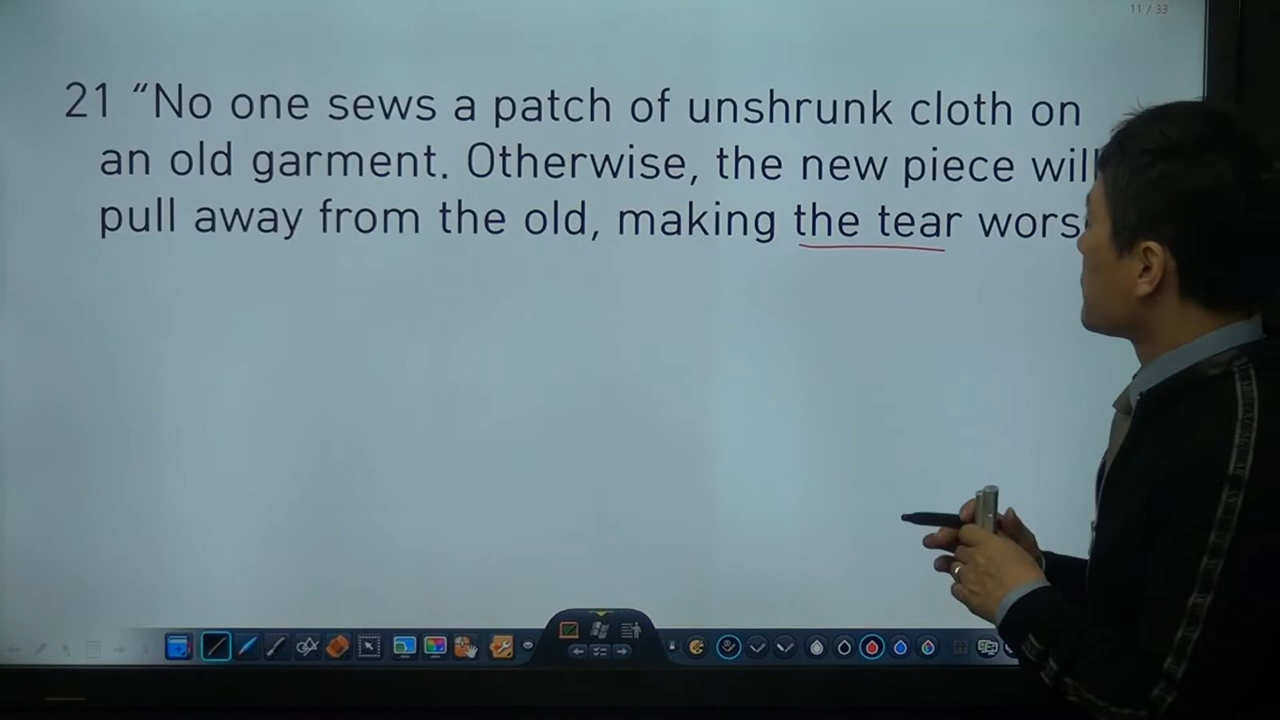 11 / 33
21 “No one sews a patch of unshrunk cloth on
an old garment. Otherwise, the new piece will
pull away from the old, making the tear wors